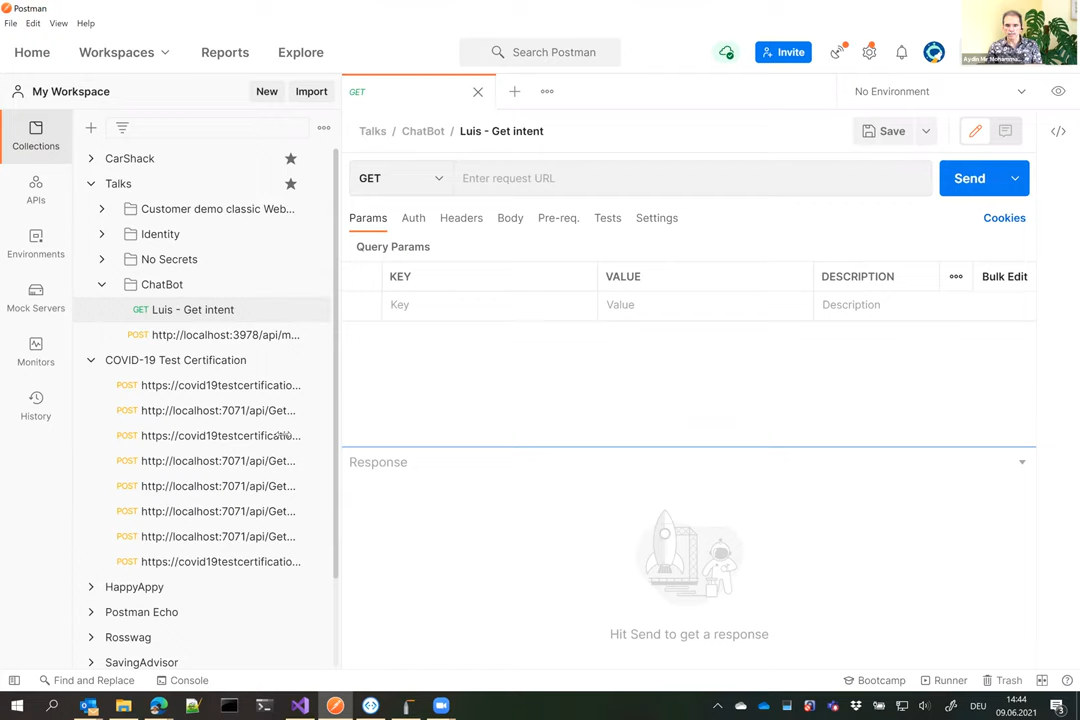 Postman
File Edit View Help
Home Workspaces Reports Explore Search Postman Invite
My Workspace New Import GET No Environment
Collections
APIs
Environments
Mock Servers
Monitors
History
CarShack
Talks
Customer demo classic Web...
Identity
No Secrets
ChatBot
GET Luis - Get intent
POST http://localhost:3978/api/m...
COVID-19 Test Certification
POST https://covid19testcertificatio...
POST http://localhost:7071/api/Get...
POST https://covid19testcertificatio...
POST http://localhost:7071/api/Get...
POST http://localhost:7071/api/Get...
POST http://localhost:7071/api/Get...
POST http://localhost:7071/api/Get...
POST https://covid19testcertificatio...
HappyAppy
Postman Echo
Rosswag
SavingAdvisor
Talks / ChatBot / Luis - Get intent Save
GET Enter request URL Send
Params Auth Headers Body Pre-req. Tests Settings Cookies
Query Params
KEY VALUE DESCRIPTION Bulk Edit
Key Value Description
Response
Hit Send to get a response
Find and Replace Console Bootcamp Runner Trash
DEU 14:44
09.06.2021 3